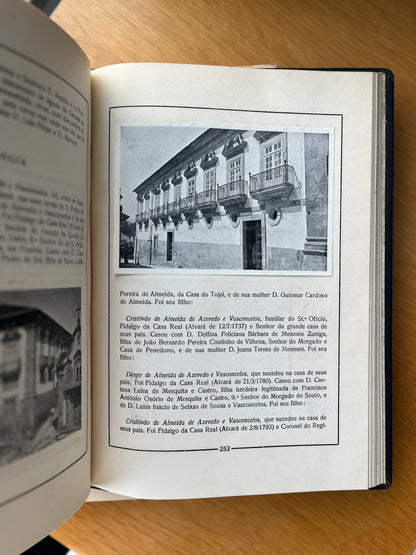 Pereira de Almeida, da Casa do Tojal, e de sua mulher D. Guiomar Cardoso
de Almeida. Foi seu filho:
Cristóvão de Almeida de Azevedo e Vasconcelos, familiar do St.º Ofício,
Fidalgo da Casa Real (Alvará de 12/7/1737) e Senhor da grande casa de
seus pais. Casou com D. Delfina Feliciana Bárbara de Meneses Zuniga,
filha de João Bernardo Pereira Coutinho de Vilhena, Senhor do Morgado e
Casa de Penedono, e de sua mulher D. Joana Teresa de Meneses. Foi seu
filho:
Diogo de Almeida de Azevedo e Vasconcelos, que sucedeu na casa de seus
pais, Foi Fidalgo da Casa Real (Alvará de 21/3/1780). Casou com D. Cae-
tana Luísa de Mesquita e Castro, filha herdeira legitimada de Francisco
António Osório de Mesquita e Castro, 9.º Senhor do Morgado do Souto, e
de D. Luísa Inácio de Seixas de Sousa e Vasconcelos. Foi seu filho:
Cristóvão de Almeida de Azevedo e Vasconcelos, que sucedeu na casa de
seus pais. Foi Fidalgo da Casa Real (Alvará de 2/8/1793) e Coronel do Regi-
253